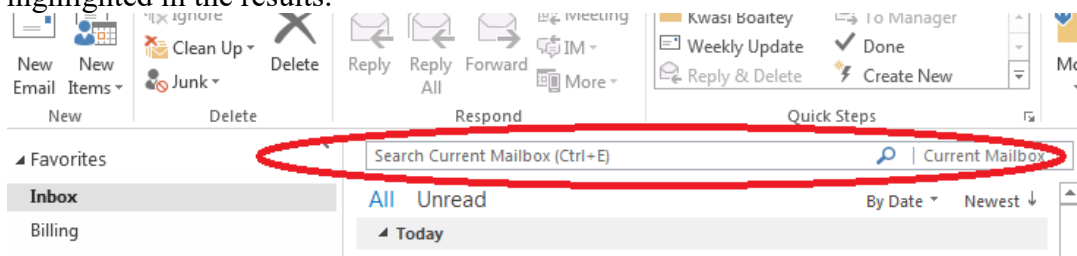 highlighted in the results.
Ignore
Meeting
Kwasi Boaitey
To Manager
Clean Up
IM
Weekly Update
Done
New Email
New Items
Delete
Reply
Reply All
Forward
Junk
More
Reply & Delete
Create New
New
Delete
Respond
Quick Steps
Favorites
Search Current Mailbox (Ctrl+E)
Current Mailbox
Inbox
All Unread
By Date
Newest ↓
Billing
Today